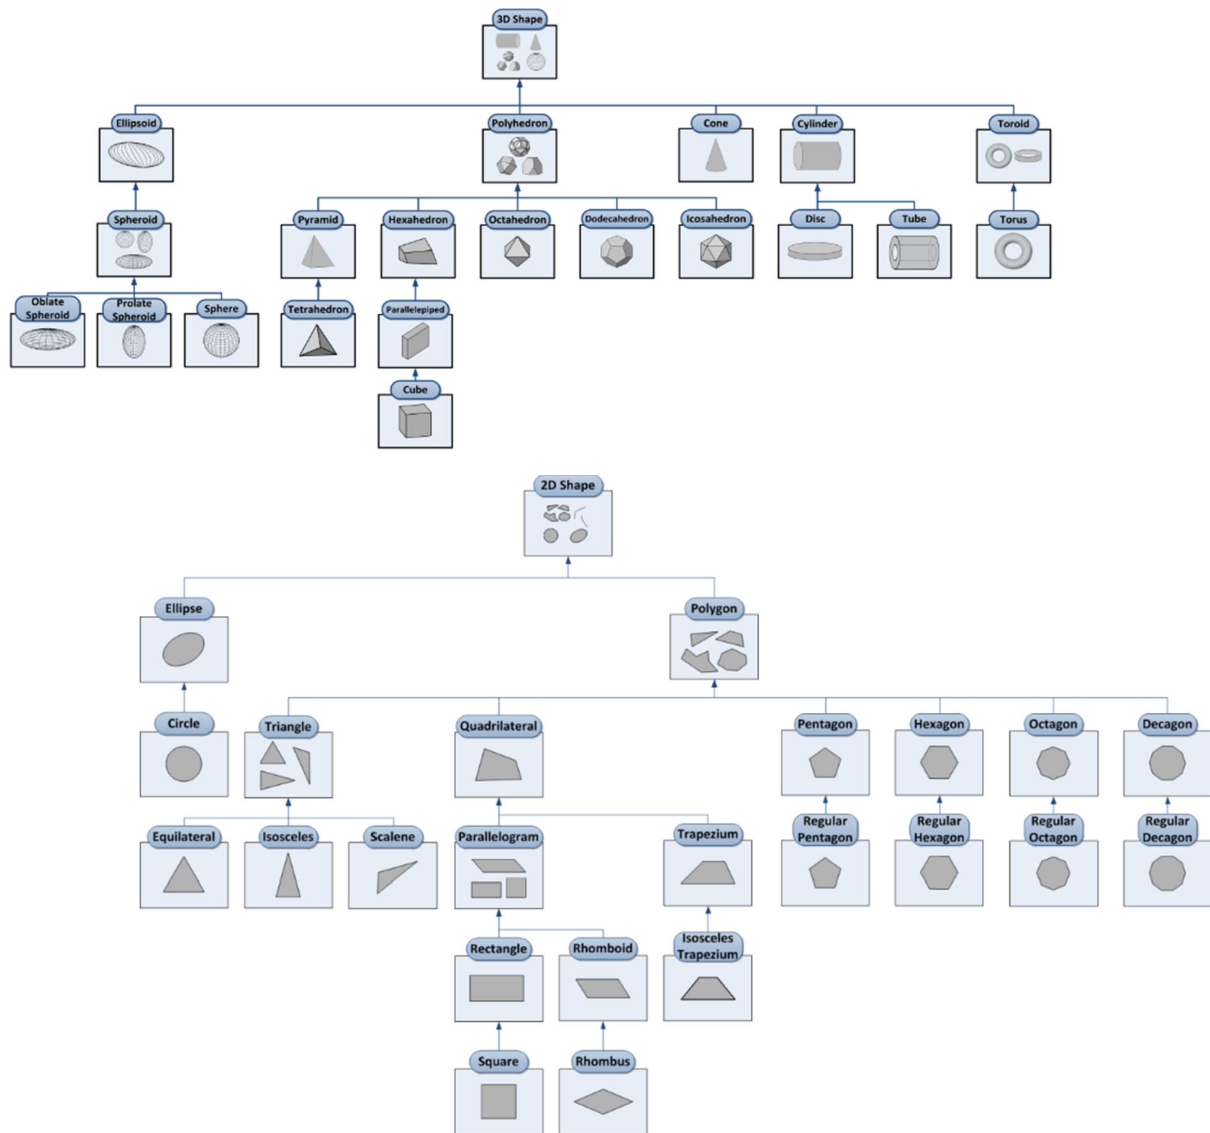 3D Shape
Ellipsoid
Polyhedron
Cone
Cylinder
Toroid
Spheroid
Pyramid
Hexahedron
Octahedron
Dodecahedron
Icosahedron
Disc
Tube
Torus
Oblate
Spheroid
Prolate
Spheroid
Sphere
Tetrahedron
Parallelepiped
Cube
2D Shape
Ellipse
Polygon
Circle
Triangle
Quadrilateral
Pentagon
Hexagon
Octagon
Decagon
Equilateral
Isosceles
Scalene
Parallelogram
Trapezium
Regular
Pentagon
Regular
Hexagon
Regular
Octagon
Regular
Decagon
Rectangle
Rhomboid
Isosceles
Trapezium
Square
Rhombus